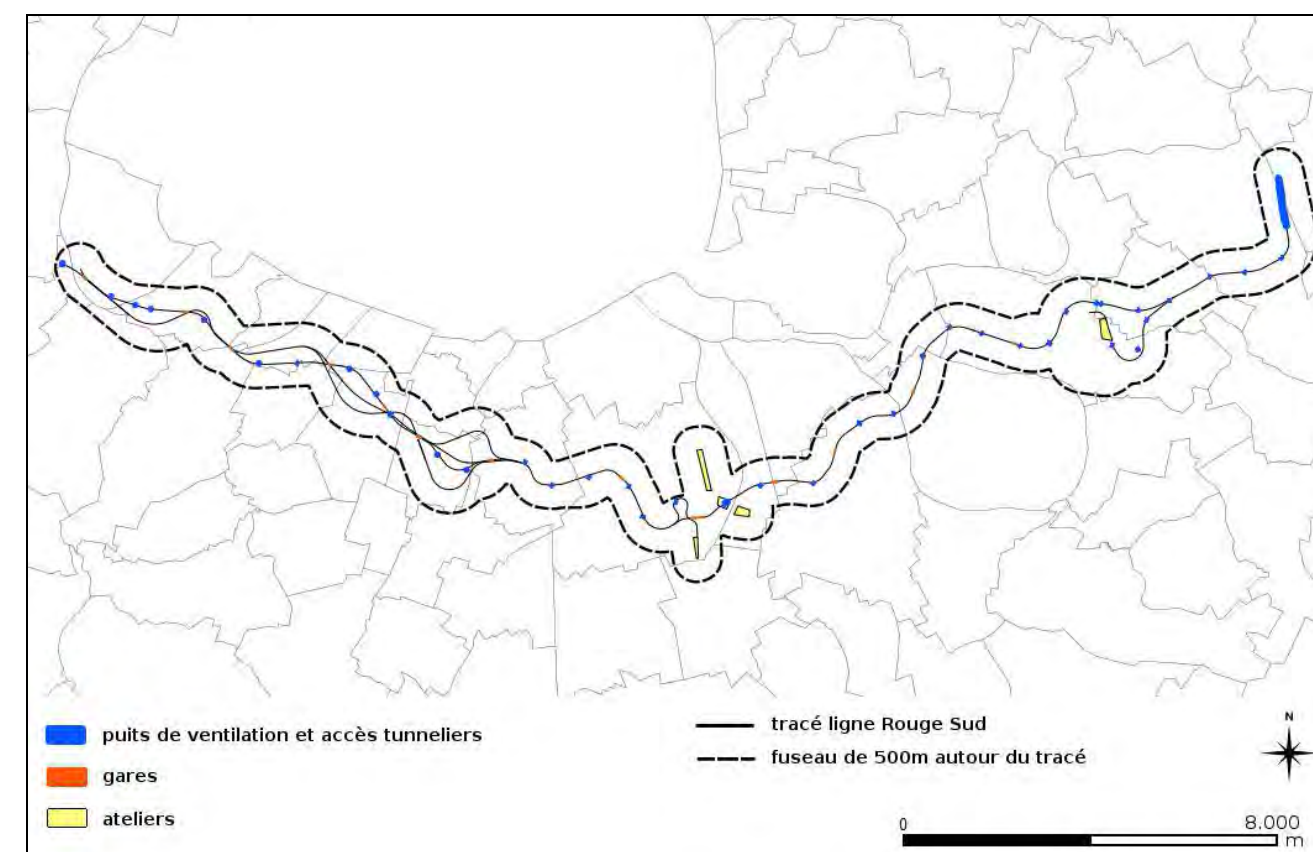 puits de ventilation et accès tunneliers
gares
ateliers
tracé ligne Rouge Sud
fuseau de 500m autour du tracé
N
0
8.000
m